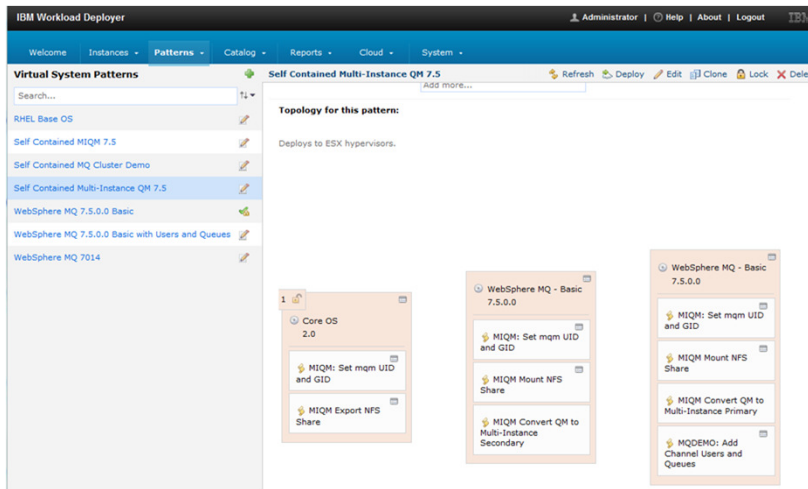 IBM Workload Deployer
Administrator | Help | About | Logout IBM
Welcome Instances Patterns Catalog Reports Cloud System
Virtual System Patterns
Search...
RHEL Base OS
Self Contained MIQM 7.5
Self Contained MQ Cluster Demo
Self Contained Multi-Instance QM 7.5
WebSphere MQ 7.5.0.0 Basic
WebSphere MQ 7.5.0.0 Basic with Users and Queues
WebSphere MQ 7014
Self Contained Multi-Instance QM 7.5
Refresh Deploy Edit Clone Lock Dele
Add more...
Topology for this pattern:
Deploys to ESX hypervisors.
1
Core OS
2.0
MIQM: Set mqm UID
and GID
MIQM Export NFS
Share
WebSphere MQ - Basic
7.5.0.0
MIQM: Set mqm UID
and GID
MIQM Mount NFS
Share
MIQM Convert QM to
Multi-Instance
Secondary
WebSphere MQ - Basic
7.5.0.0
MIQM: Set mqm UID
and GID
MIQM Mount NFS
Share
MIQM Convert QM to
Multi-Instance Primary
MQDEMO: Add
Channel Users and
Queues